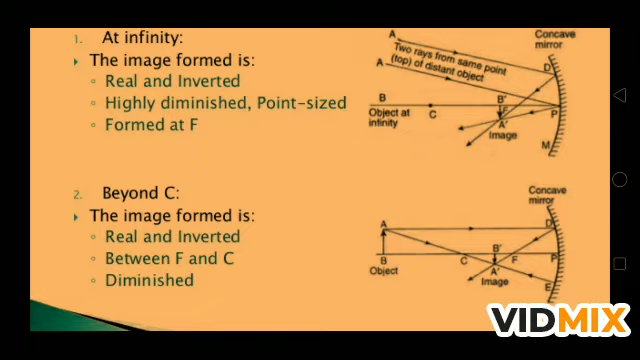 1. At infinity:
The image formed is:
Real and Inverted
Highly diminished, Point-sized
Formed at F
Concave
mirror
A
Two rays from same point
(top) of distant object
A
D
B
B'
F
Object at
infinity
C
A'
P
Image
M
2. Beyond C:
The image formed is:
Real and Inverted
Between F and C
Diminished
Concave
mirror
A
D
B
C
B'
F
P
Object
A'
Image
E
VIDMIX